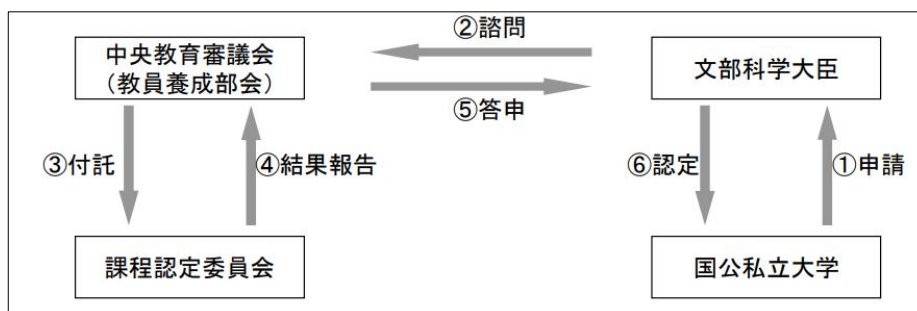 ②諮問
中央教育審議会
（教員養成部会）
文部科学大臣
⑤答申
③付託
④結果報告
⑥認定
①申請
課程認定委員会
国公私立大学